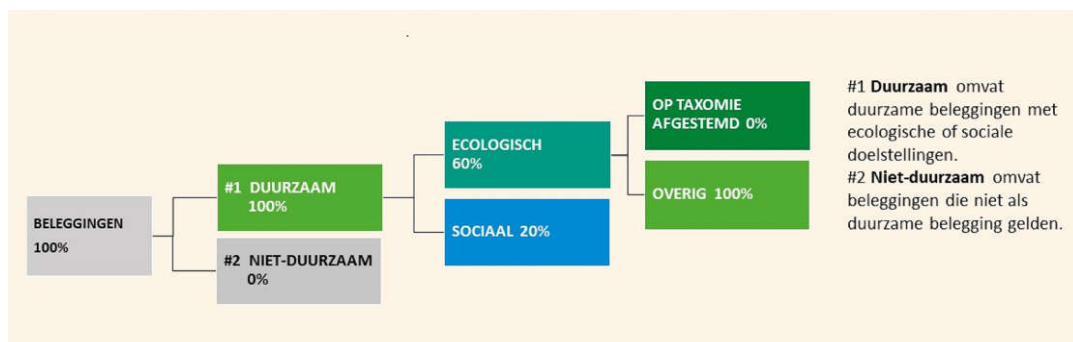 BELEGGINGEN
100%
#1 DUURZAAM
100%
#2 NIET-DUURZAAM
0%
ECOLOGISCH
60%
SOCIAAL 20%
OP TAXOMIE
AFGESTEMD 0%
OVERIG 100%
#1 Duurzaam omvat
duurzame beleggingen met
ecologische of sociale
doelstellingen.
#2 Niet-duurzaam omvat
beleggingen die niet als
duurzame belegging gelden.